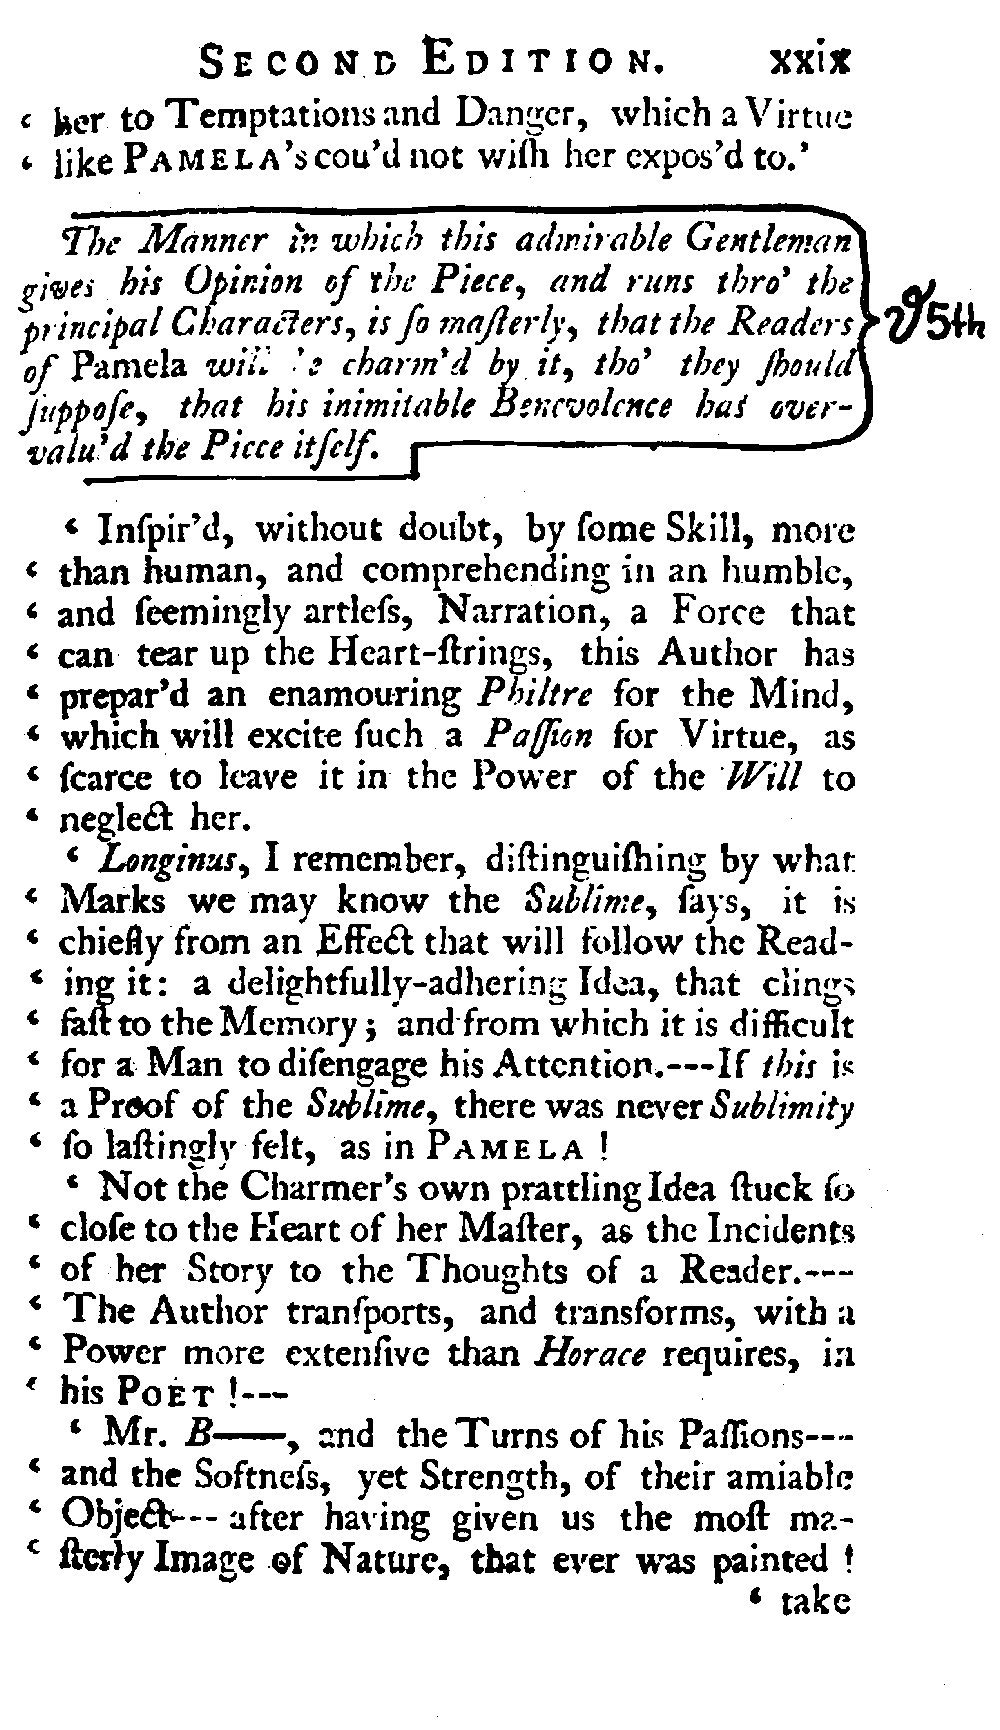 SECOND EDITION. xxix
‘ her to Temptations and Danger, which a Virtue
‘ like PAMELA's cou'd not wiſh her expos'd to.’
The Manner in which this admirable Gentleman
gives his Opinion of the Piece, and runs thro' the
principal Characters, is ſo maſterly, that the Readers
of Pamela will be charm'd by it, tho' they ſhould
ſuppoſe, that his inimitable Benevolence has over-
valu'd the Piece itſelf.
5th
‘ Inſpir'd, without doubt, by ſome Skill, more
‘ than human, and comprehending in an humble,
‘ and ſeemingly artleſs, Narration, a Force that
‘ can tear up the Heart-ſtrings, this Author has
‘ prepar'd an enamouring Philtre for the Mind,
‘ which will excite ſuch a Paſſion for Virtue, as
‘ ſcarce to leave it in the Power of the Will to
‘ neglect her.
‘ Longinus, I remember, diſtinguiſhing by what
‘ Marks we may know the Sublime, ſays, it is
‘ chiefly from an Effect that will follow the Read-
‘ ing it: a delightfully-adhering Idea, that clings
‘ faſt to the Memory; and from which it is difficult
‘ for a Man to diſengage his Attention.---If this is
‘ a Proof of the Sublime, there was never Sublimity
‘ ſo laſtingly felt, as in PAMELA !
‘ Not the Charmer's own prattling Idea ſtuck ſo
‘ cloſe to the Heart of her Maſter, as the Incidents
‘ of her Story to the Thoughts of a Reader.---
‘ The Author tranſports, and transforms, with a
‘ Power more extenſive than Horace requires, in
‘ his POET !---
‘ Mr. B——, and the Turns of his Paſſions----
‘ and the Softneſs, yet Strength, of their amiable
‘ Object--- after having given us the moſt ma-
‘ ſterly Image of Nature, that ever was painted !
‘ take